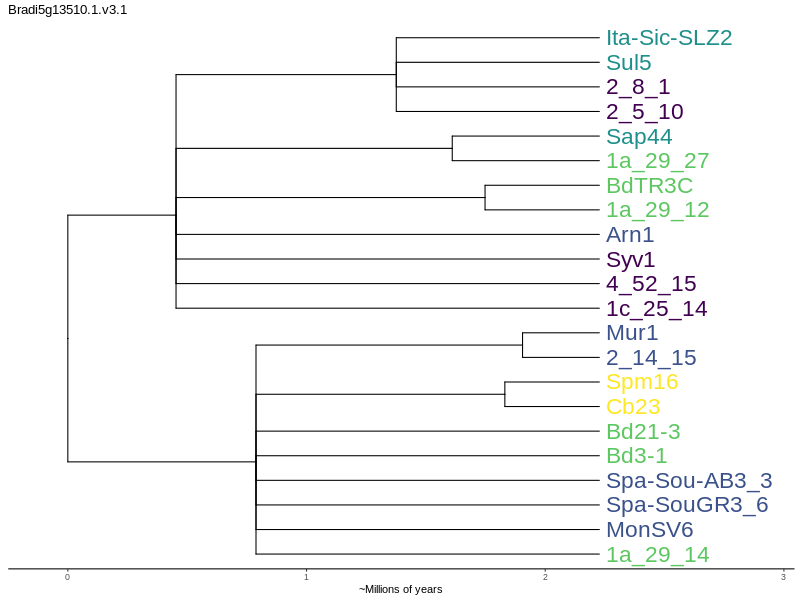 Bradi5g13510.1.v3.1
Ita-Sic-SLZ2
Sul5
2_8_1
2_5_10
Sap44
1a_29_27
BdTR3C
1a_29_12
Arn1
Syv1
4_52_15
1c_25_14
Mur1
2_14_15
Spm16
Cb23
Bd21-3
Bd3-1
Spa-Sou-AB3_3
Spa-SouGR3_6
MonSV6
1a_29_14
0 1 2 3
~Millions of years